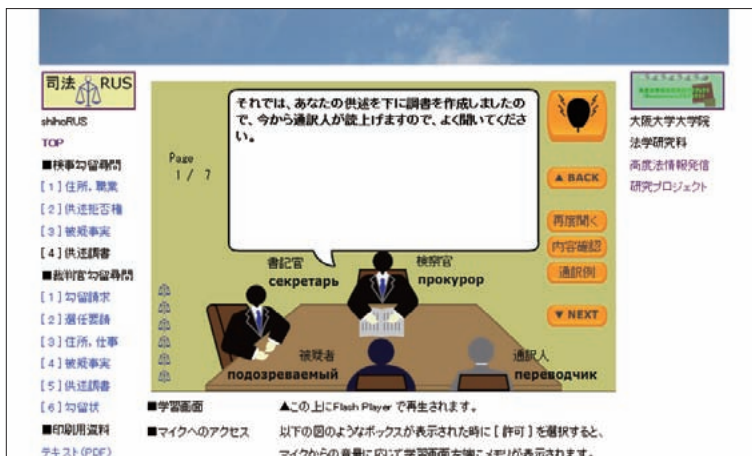 司法 RUS
shihoRUS
TOP
■検事勾留尋問
[1]住所、職業
[2]供述拒否権
[3]被疑事実
[4]供述調書
■裁判官勾留尋問
[1]勾留請求
[2]選任要請
[3]住所、仕事
[4]被疑事実
[5]供述調書
[6]勾留状
■印刷用資料
テキスト(PDF)
それでは、あなたの供述を下に調書を作成しましたの
で、今から通訳人が読上げますので、よく聞いてくださ
い。
Page
1 / 7
▲ BACK
再度聞く
内容確認
通訳例
▼ NEXT
書記官
секретарь
検察官
прокурор
被疑者
подозреваемый
通訳人
переводчик
■学習画面
▲この上にFlash Player で再生されます。
■マイクへのアクセス
以下の図のようなボックスが表示された時に[許可]を選択すると、
マイクからの音量に応じて学習画面左端にメモリが表示されます。
大阪大学大学院
法学研究科
高度法情報発信
研究プロジェクト